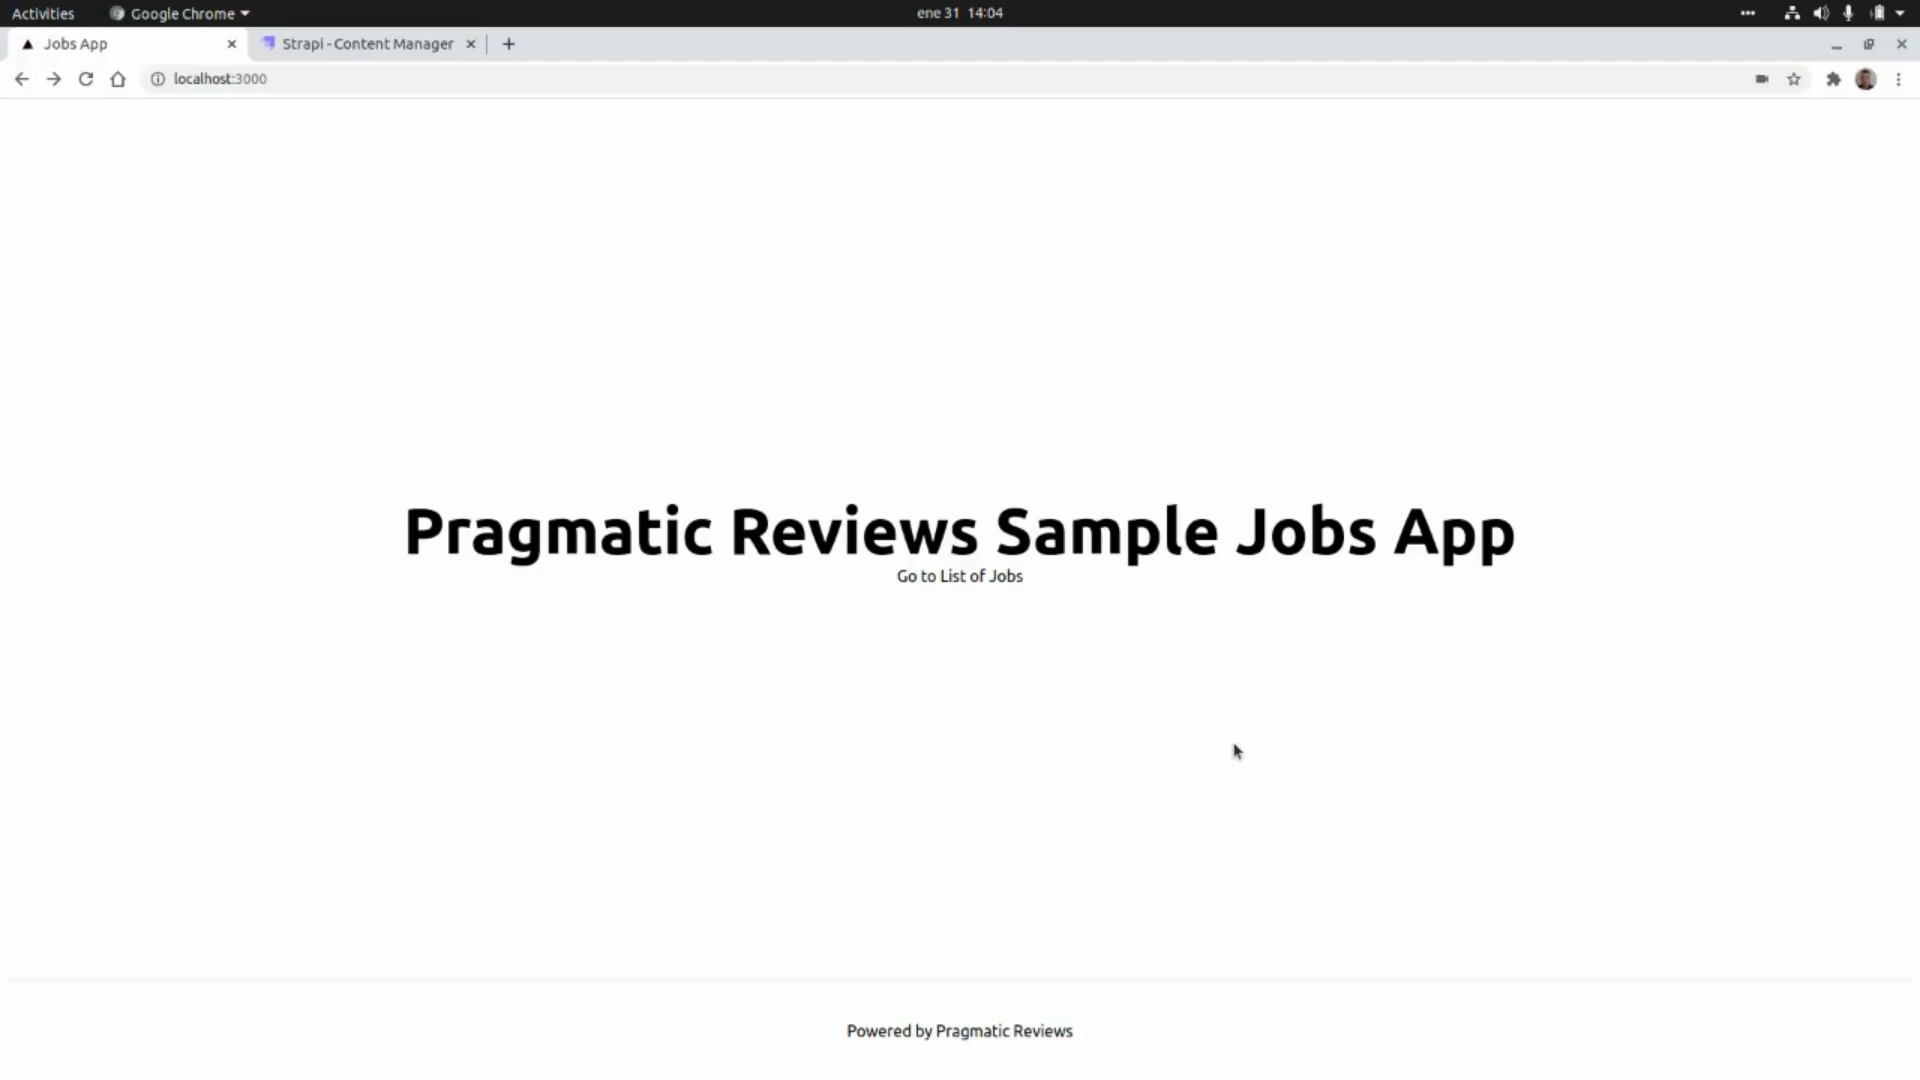 Activities
Google Chrome
ene 31 14:04
Jobs App
Strapi - Content Manager
localhost:3000
Pragmatic Reviews Sample Jobs App
Go to List of Jobs
Powered by Pragmatic Reviews